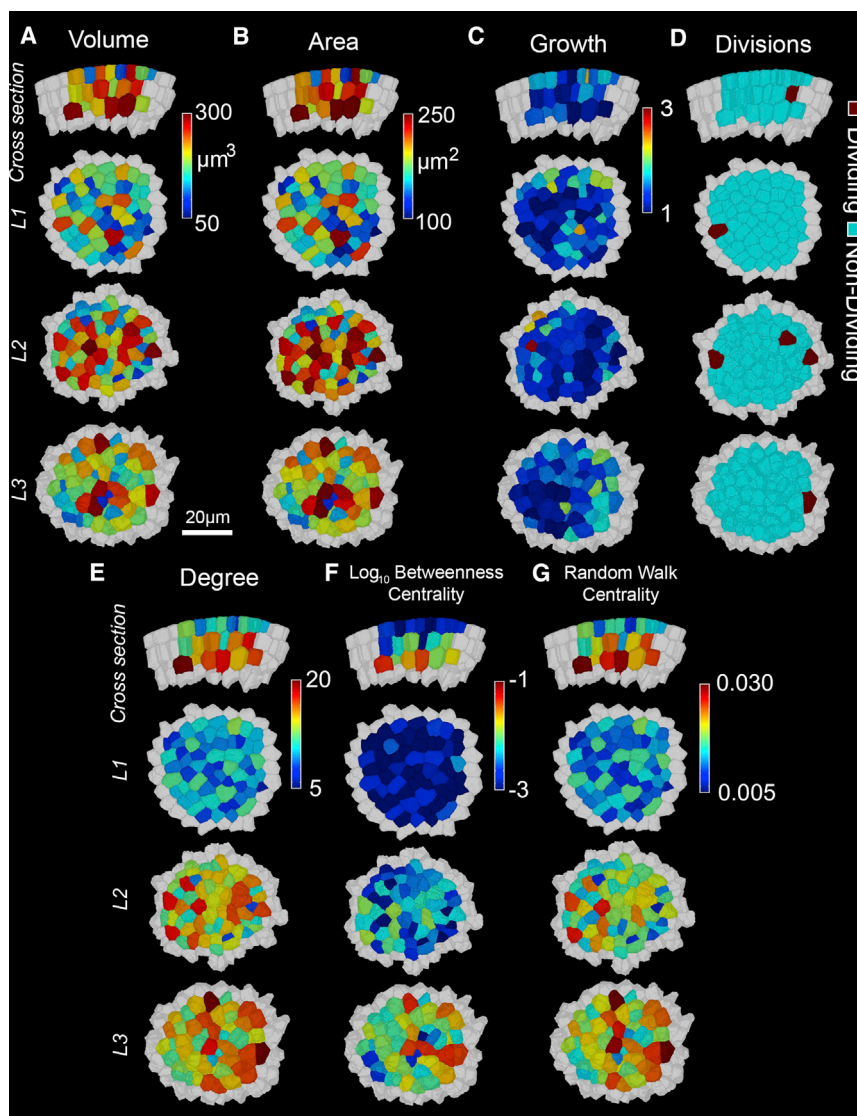 A Volume
B Area
C Growth
D Divisions
Cross section
L1
L2
L3
300
µm³
50
250
µm²
100
3
1
Dividing
Non-Dividing
20µm
E Degree
F Log₁₀ Betweenness
Centrality
G Random Walk
Centrality
Cross section
L1
L2
L3
20
5
-1
-3
0.030
0.005